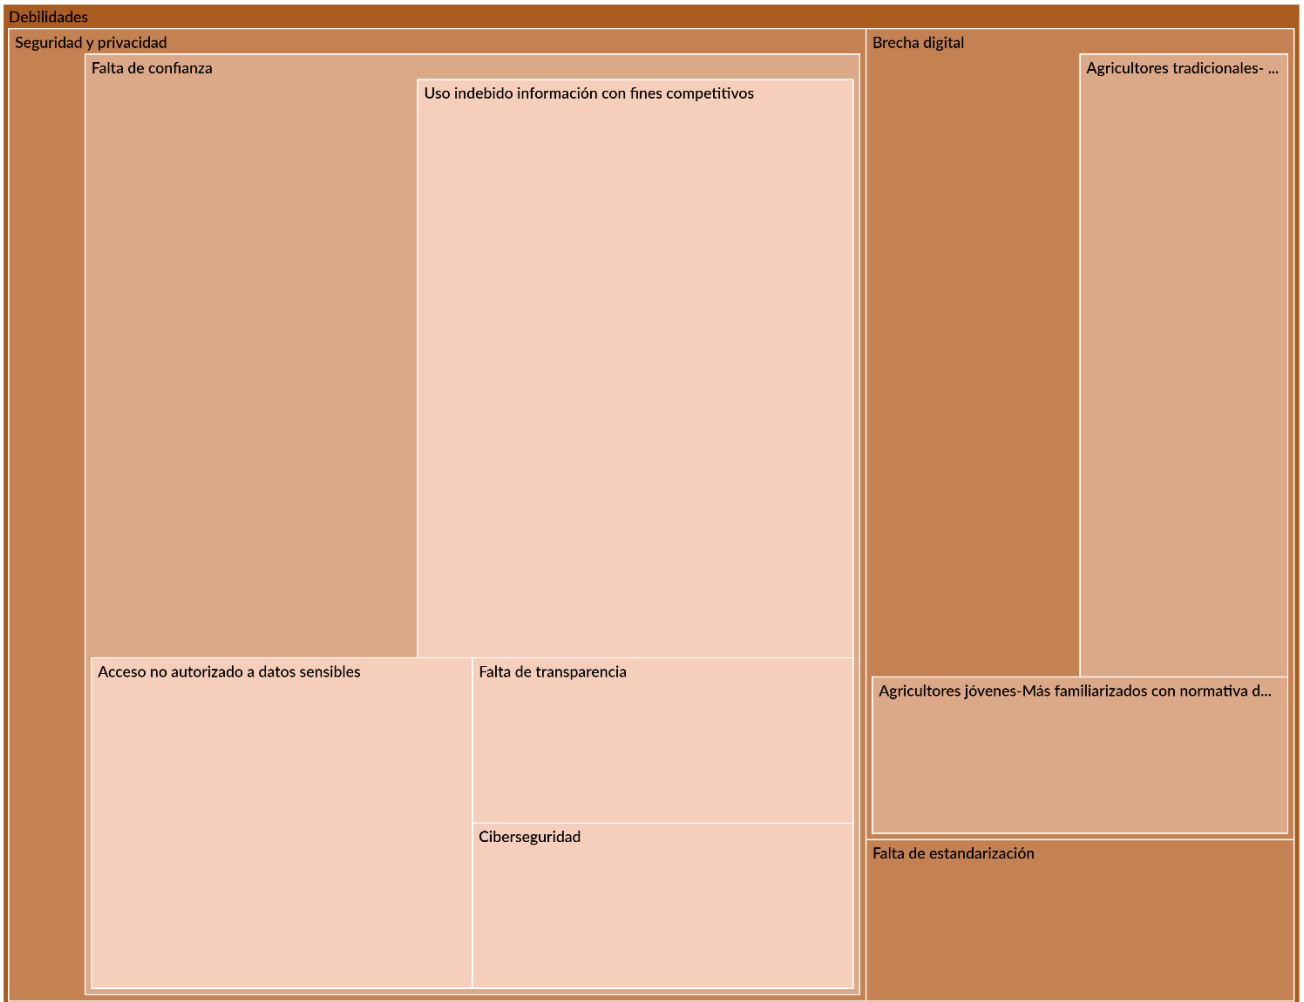 Debilidades
Seguridad y privacidad
Falta de confianza
Uso indebido información con fines competitivos
Acceso no autorizado a datos sensibles
Falta de transparencia
Ciberseguridad
Brecha digital
Agricultores tradicionales- ...
Agricultores jóvenes-Más familiarizados con normativa d...
Falta de estandarización